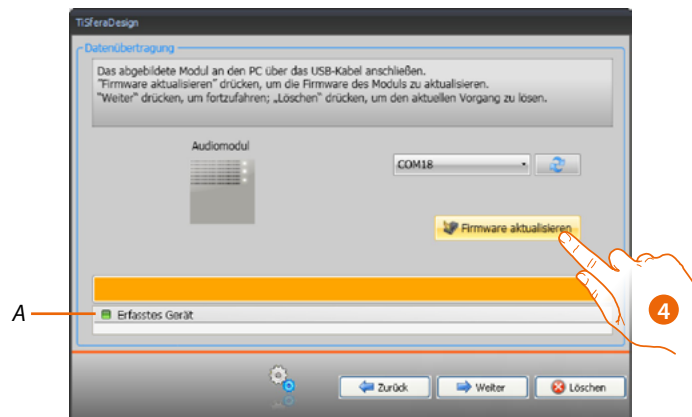 TiSferaDesign
Datenübertragung
Das abgebildete Modul an den PC über das USB-Kabel anschließen.
"Firmware aktualisieren" drücken, um die Firmware des Moduls zu aktualisieren.
"Weiter" drücken, um fortzufahren; „Löschen" drücken, um den aktuellen Vorgang zu lösen.
Audiomodul
COM18
Firmware aktualisieren
A
Erfasstes Gerät
4
Zurück
Weiter
Löschen